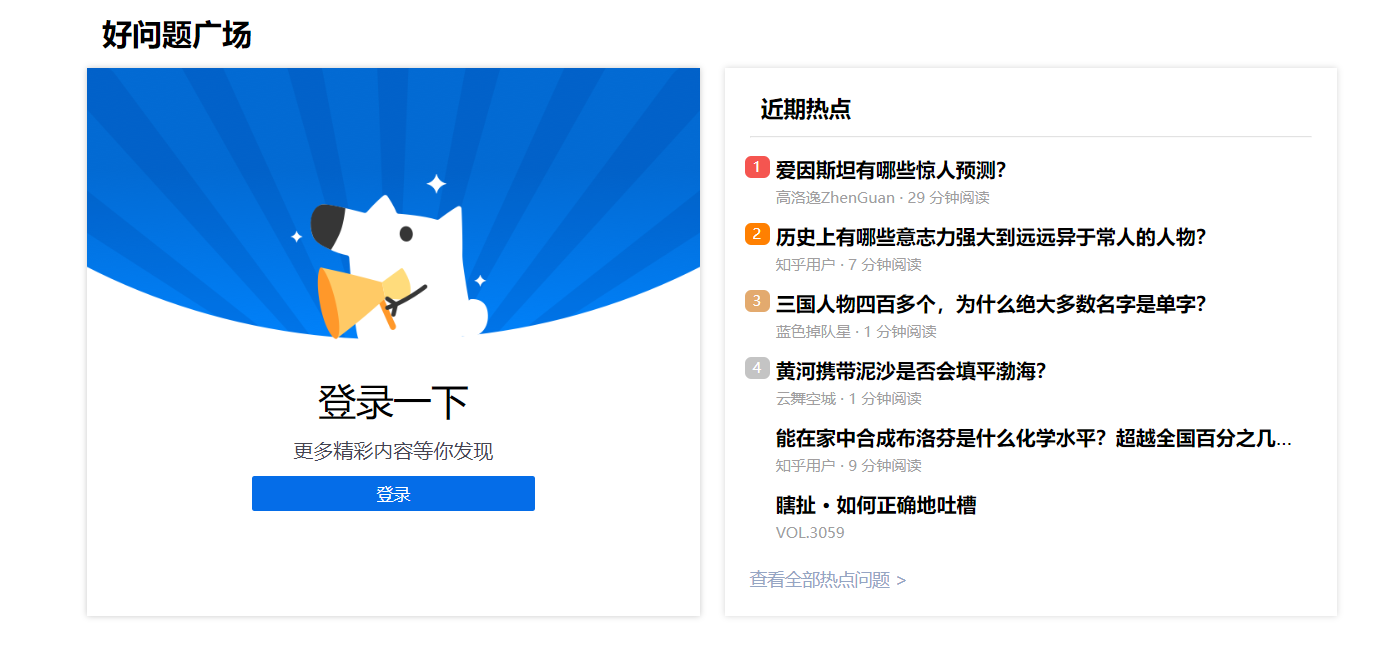 好问题广场
登录一下
更多精彩内容等你发现
登录
近期热点
1 爱因斯坦有哪些惊人预测？
高洛逸ZhenGuan · 29 分钟阅读
2 历史上有哪些意志力强大到远远异于常人的人物？
知乎用户 · 7 分钟阅读
3 三国人物四百多个，为什么绝大多数名字是单字？
蓝色掉队星 · 1 分钟阅读
4 黄河携带泥沙是否会填平渤海？
云舞空城 · 1 分钟阅读
能在家中合成布洛芬是什么化学水平？超越全国百分之几...
知乎用户 · 9 分钟阅读
瞎扯 · 如何正确地吐槽
VOL.3059
查看全部热点问题 >